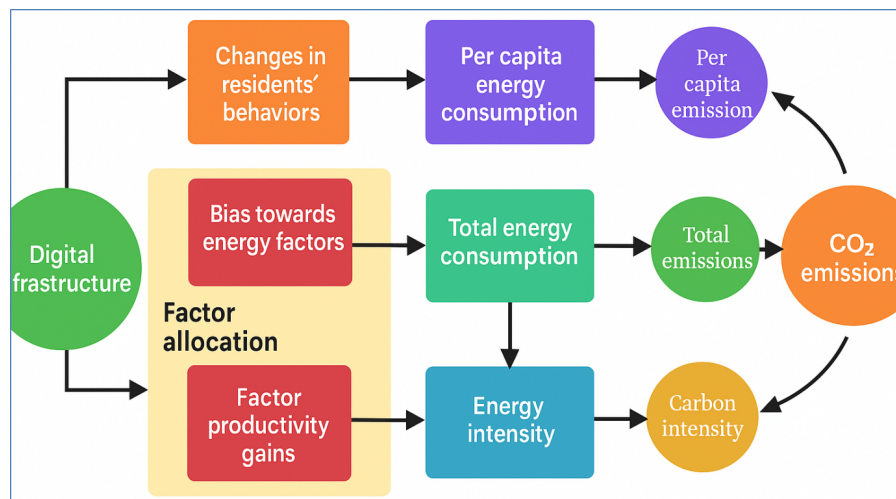 Changes in
residents'
behaviors
Per capita
energy
consumption
Per
capita
emission
Digital
frastructure
Bias towards
energy factors
Factor
allocation
Factor
productivity
gains
Total energy
consumption
Energy
intensity
Total
emissions
Carbon
intensity
CO₂
emissions